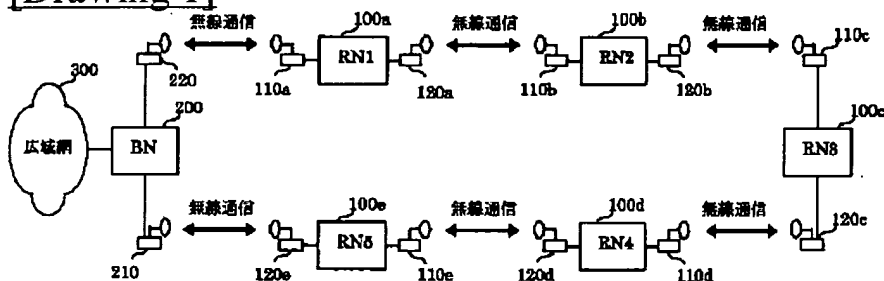 [Drawing 1]
無線通信 100a 無線通信 100b 無線通信
RN1 RN2 110c
300 220 110a 120a 110b 120b
200 100c
広域網 BN RN3
無線通信 100e 無線通信 100d 無線通信 120c
RN5 RN4
210 120e 110e 120d 110d